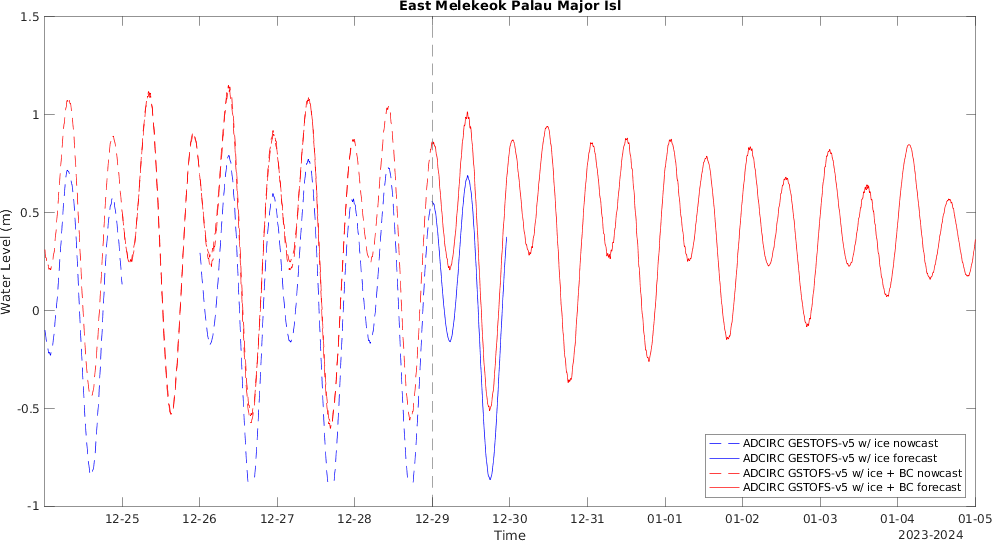 East Melekeok Palau Major Isl
1.5
1
0.5
0
-0.5
-1
Water Level (m)
12-25 12-26 12-27 12-28 12-29 12-30 12-31 01-01 01-02 01-03 01-04 01-05
Time
2023-2024
ADCIRC GESTOFS-v5 w/ ice nowcast
ADCIRC GESTOFS-v5 w/ ice forecast
ADCIRC GSTOFS-v5 w/ ice + BC nowcast
ADCIRC GSTOFS-v5 w/ ice + BC forecast